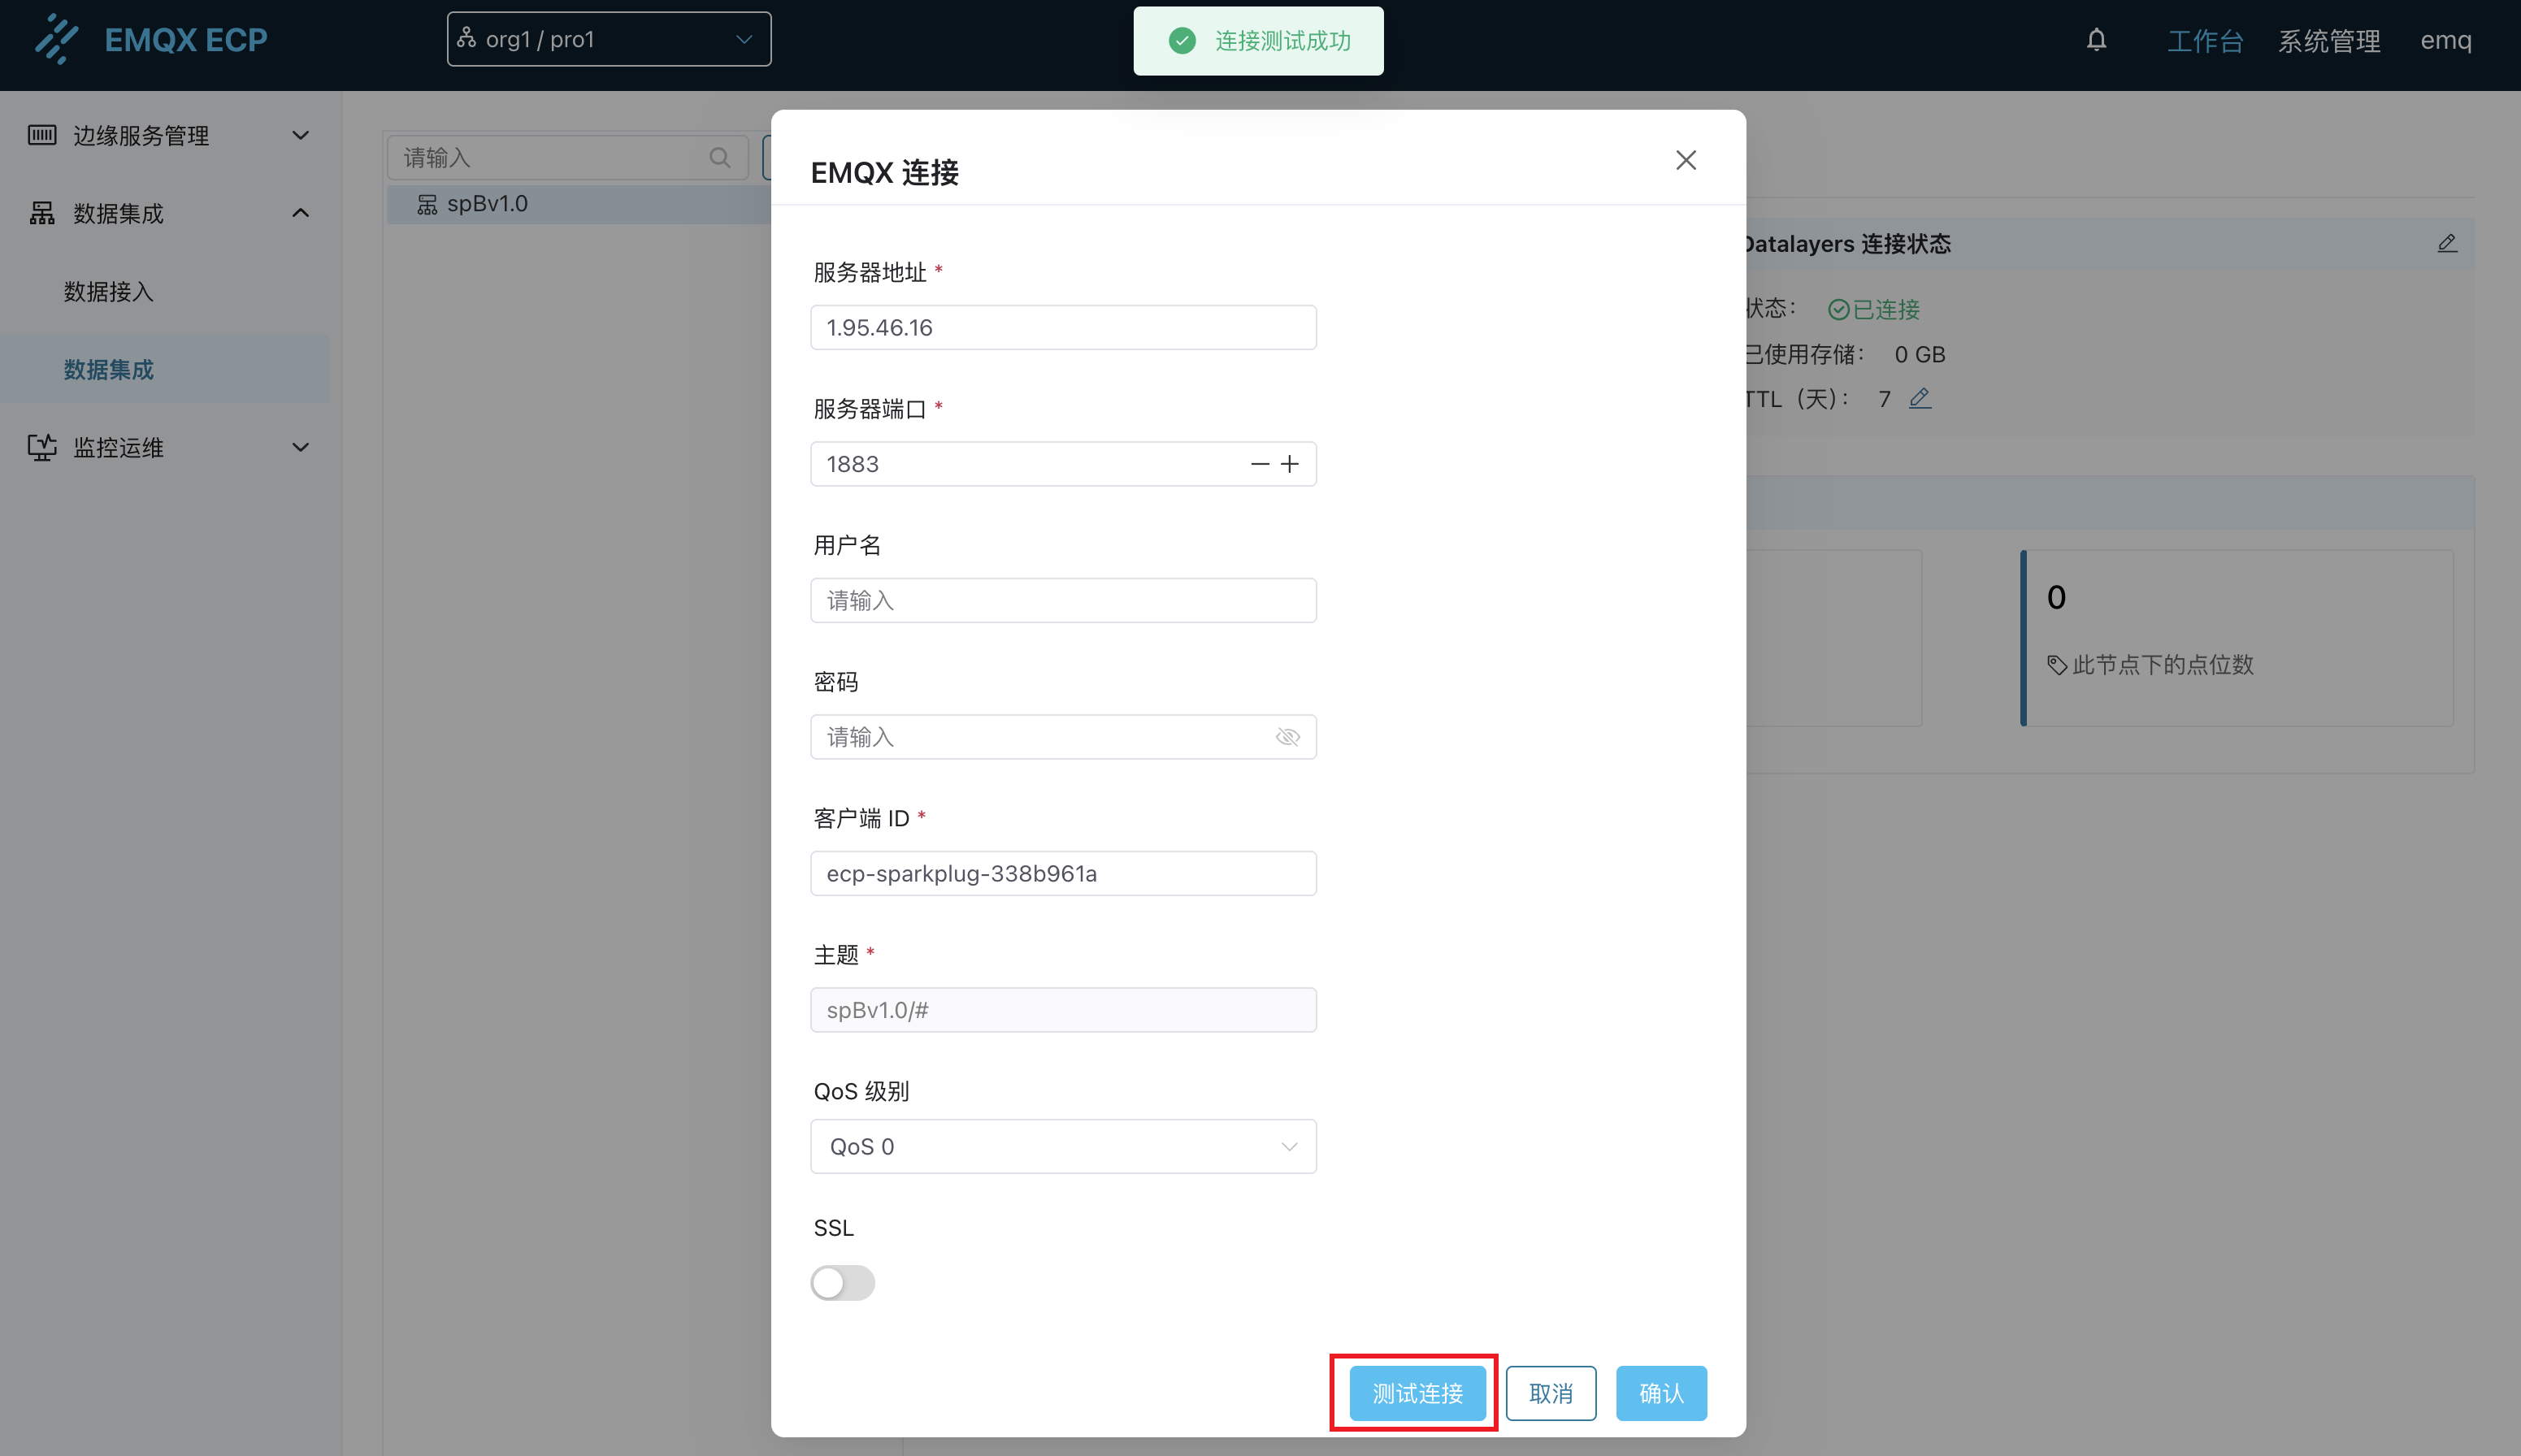 EMQX ECP
org1 / pro1
连接测试成功
工作台
系统管理
emq
边缘服务管理
数据集成
数据接入
数据集成
监控运维
请输入
spBv1.0
EMQX 连接
服务器地址 *
1.95.46.16
服务器端口 *
1883
用户名
请输入
密码
请输入
客户端 ID *
ecp-sparkplug-338b961a
主题 *
spBv1.0/#
QoS 级别
QoS 0
SSL
测试连接
取消
确认
Datalayers 连接状态
状态：
已连接
已使用存储：
0 GB
TTL（天）：
7
0
此节点下的点位数